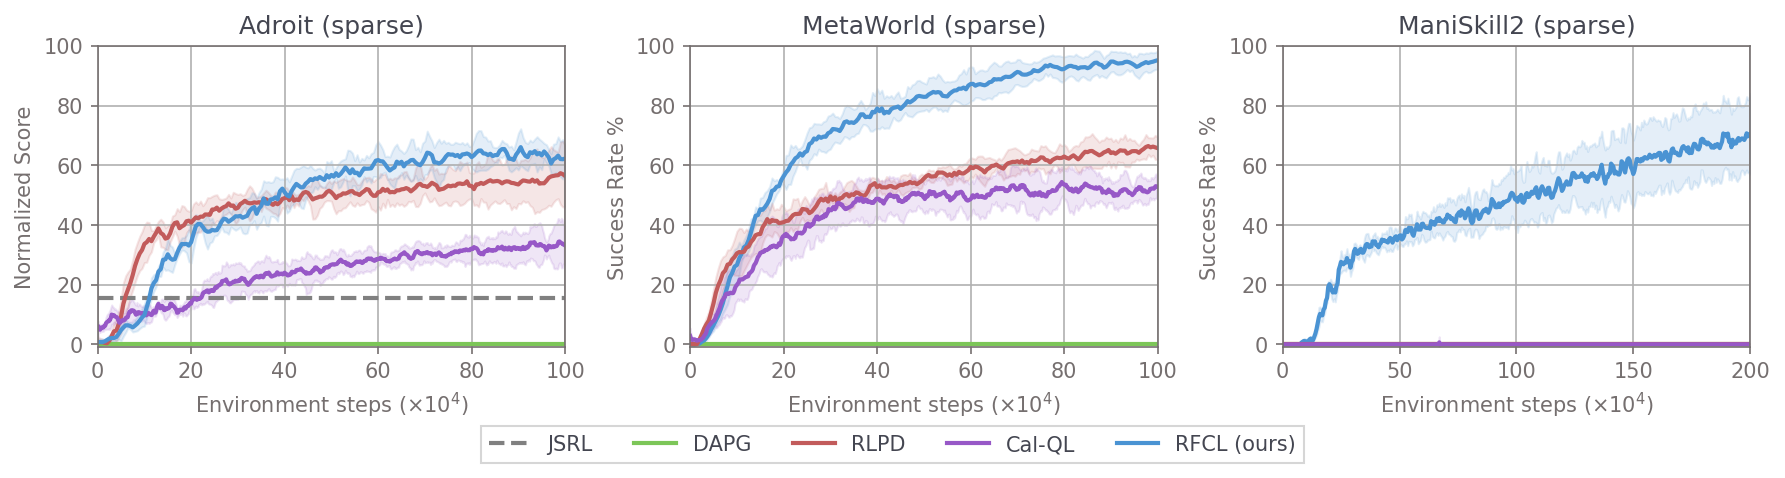 Adroit (sparse)
MetaWorld (sparse)
ManiSkill2 (sparse)
Normalized Score
100
80
60
40
20
0
0 20 40 60 80 100
Environment steps (×10⁴)
Success Rate %
100
80
60
40
20
0
0 20 40 60 80 100
Environment steps (×10⁴)
Success Rate %
100
80
60
40
20
0
0 50 100 150 200
Environment steps (×10⁴)
JSRL DAPG RLPD Cal-QL RFCL (ours)